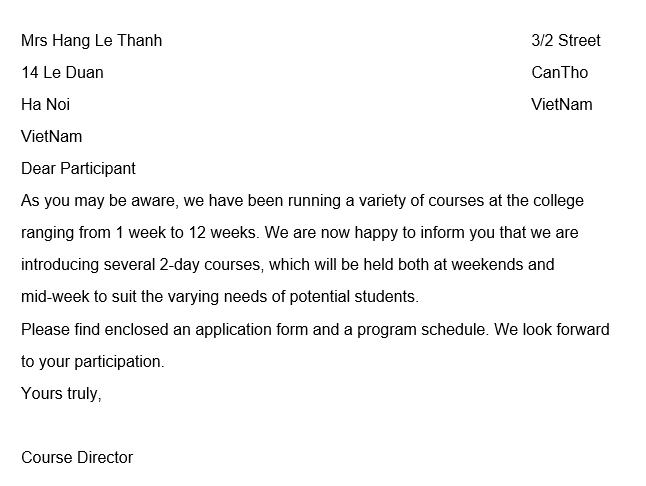 Mrs Hang Le Thanh 3/2 Street
14 Le Duan CanTho
Ha Noi VietNam
VietNam
Dear Participant
As you may be aware, we have been running a variety of courses at the college
ranging from 1 week to 12 weeks. We are now happy to inform you that we are
introducing several 2-day courses, which will be held both at weekends and
mid-week to suit the varying needs of potential students.
Please find enclosed an application form and a program schedule. We look forward
to your participation.
Yours truly,
Course Director